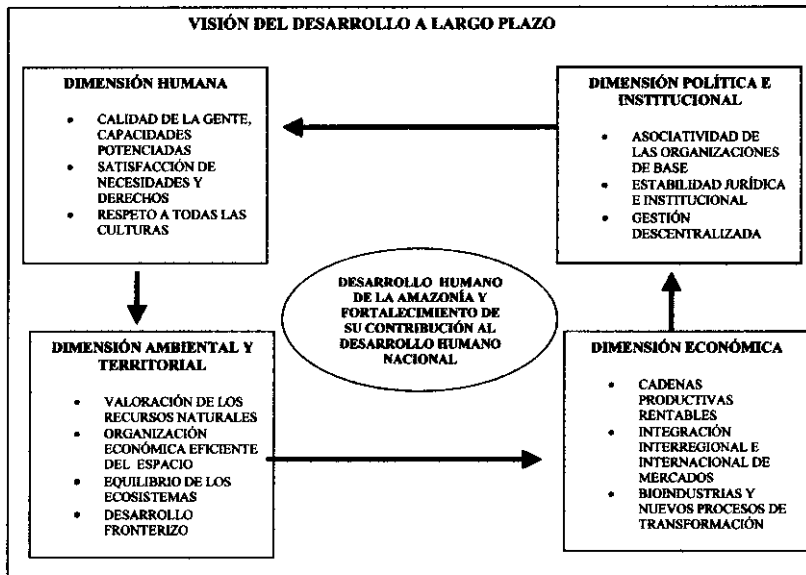 VISIÓN DEL DESARROLLO A LARGO PLAZO
DIMENSIÓN HUMANA
• CALIDAD DE LA GENTE,
CAPACIDADES
POTENCIADAS
• SATISFACCIÓN DE
NECESIDADES Y
DERECHOS
• RESPETO A TODAS LAS
CULTURAS
DIMENSIÓN POLÍTICA E
INSTITUCIONAL
• ASOCIATIVIDAD DE
LAS ORGANIZACIONES
DE BASE
• ESTABILIDAD JURÍDICA
E INSTITUCIONAL
• GESTIÓN
DESCENTRALIZADA
DESARROLLO HUMANO
DE LA AMAZONÍA Y
FORTALECIMIENTO DE
SU CONTRIBUCIÓN AL
DESARROLLO HUMANO
NACIONAL
DIMENSIÓN AMBIENTAL Y
TERRITORIAL
• VALORACIÓN DE LOS
RECURSOS NATURALES
• ORGANIZACIÓN
ECONÓMICA EFICIENTE
DEL ESPACIO
• EQUILIBRIO DE LOS
ECOSISTEMAS
• DESARROLLO
FRONTERIZO
DIMENSIÓN ECONÓMICA
• CADENAS
PRODUCTIVAS
RENTABLES
• INTEGRACIÓN
INTERREGIONAL E
INTERNACIONAL DE
MERCADOS
• BIOINDUSTRIAS Y
NUEVOS PROCESOS DE
TRANSFORMACIÓN